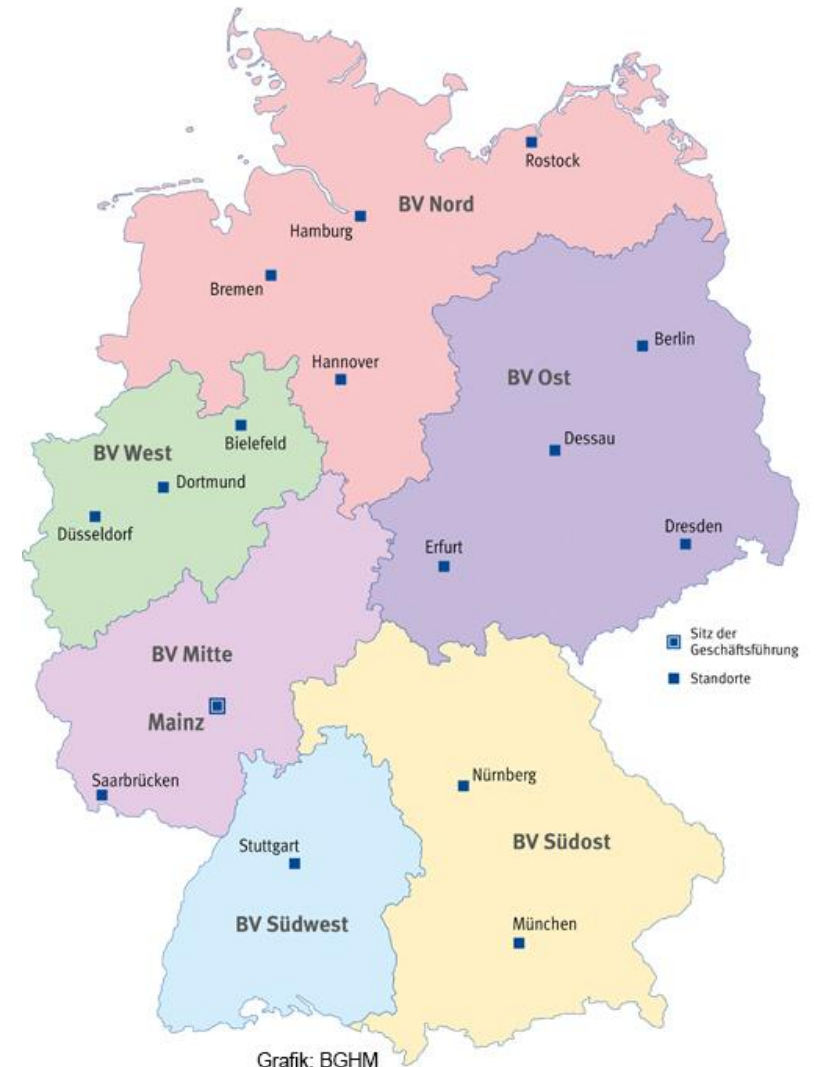 Rostock
BV Nord
Hamburg
Bremen
Berlin
Hannover
BV Ost
Bielefeld
Dessau
BV West
Dortmund
Düsseldorf
Dresden
Erfurt
Sitz der
Geschäftsführung
BV Mitte
Standorte
Mainz
Saarbrücken
Nürnberg
BV Südost
Stuttgart
BV Südwest
München
Grafik: BGHM